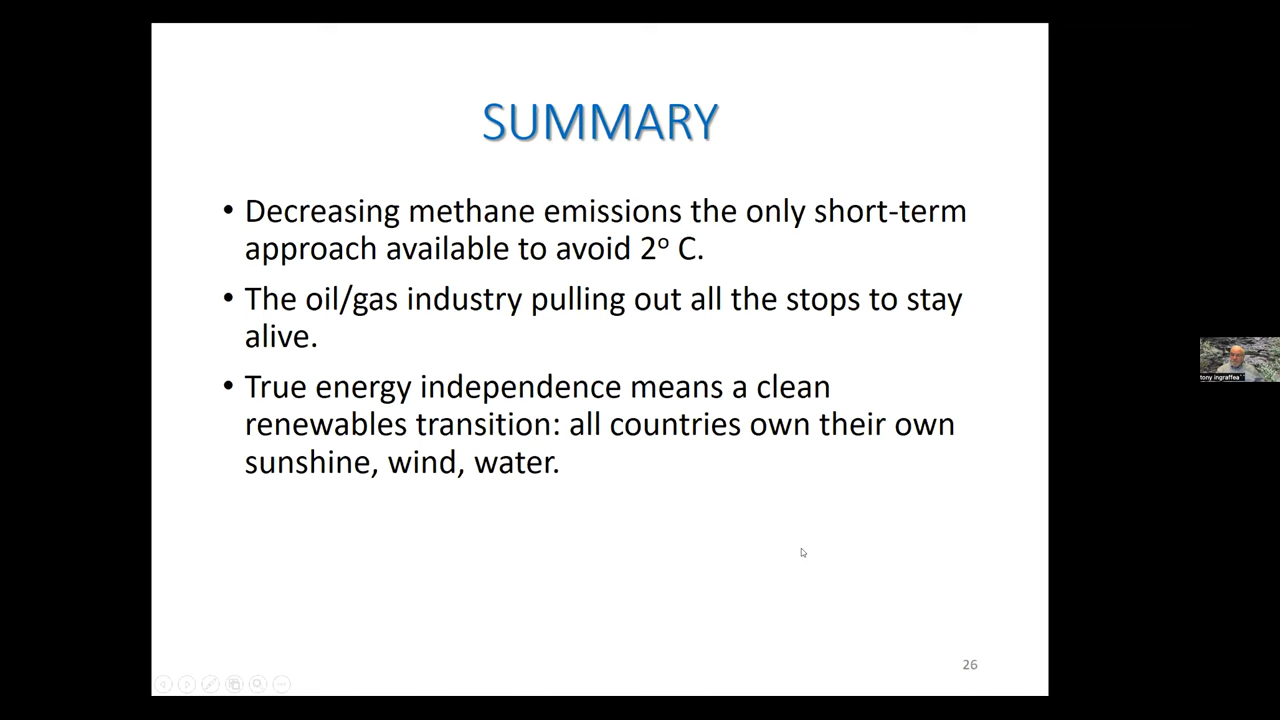 SUMMARY
• Decreasing methane emissions the only short-term
approach available to avoid 2º C.
• The oil/gas industry pulling out all the stops to stay
alive.
• True energy independence means a clean
renewables transition: all countries own their own
sunshine, wind, water.
tony ingraffea
26